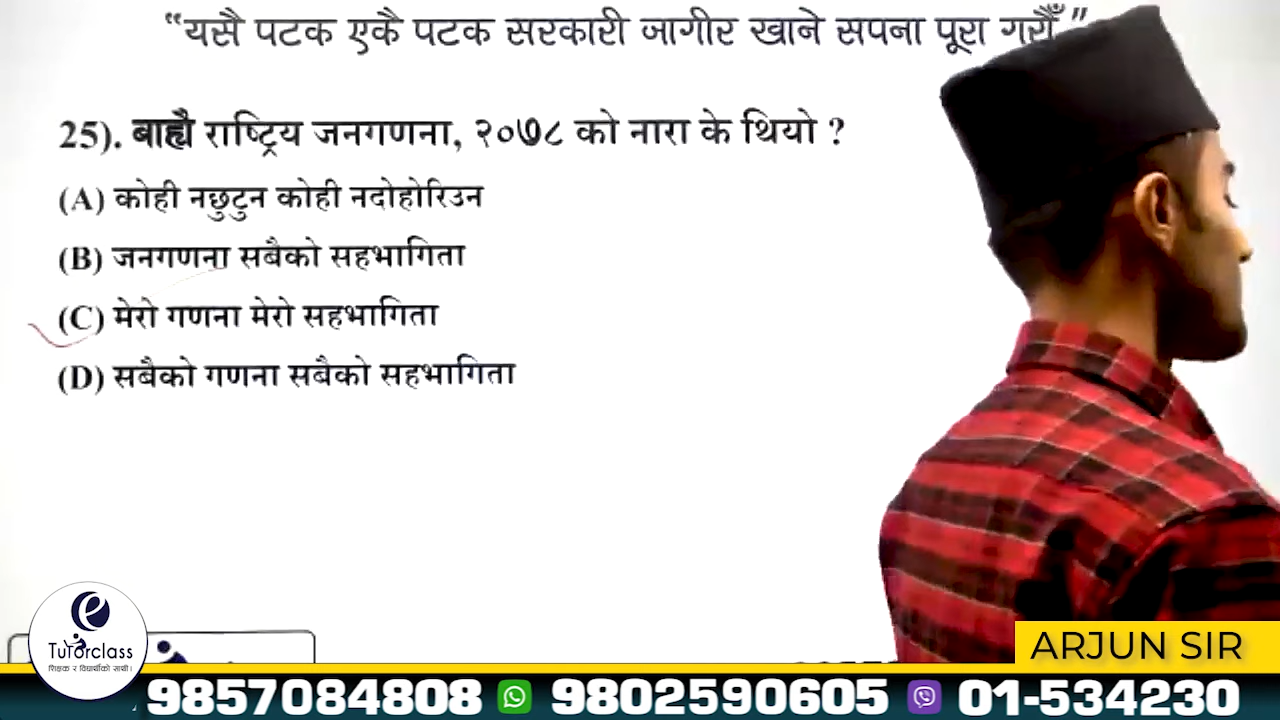 “यसै पटक एकै पटक सरकारी जागीर खाने सपना पूरा गरौँ”
25). बाह्रौ राष्ट्रिय जनगणना, २०७८ को नारा के थियो ?
(A) कोही नछुटुन कोही नदोहोरिउन
(B) जनगणना सबैको सहभागिता
(C) मेरो गणना मेरो सहभागिता
(D) सबैको गणना सबैको सहभागिता
e
Tutorclass
शिक्षक र विद्यार्थीको साथी।
ARJUN SIR
9857084808 9802590605 01-534230